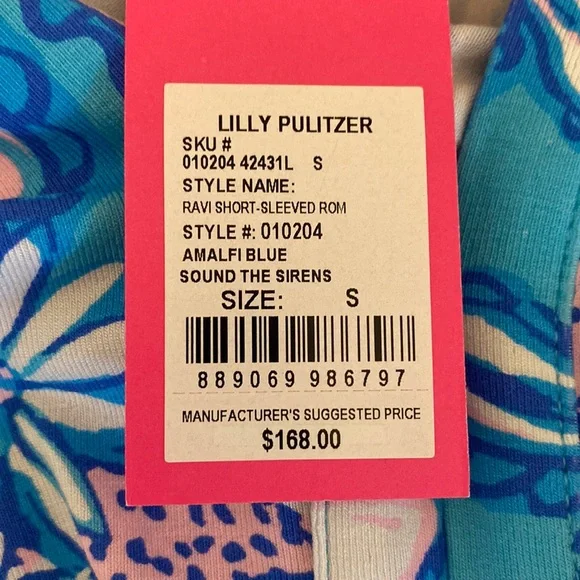 LILLY PULITZER
SKU #
010204 42431L S
STYLE NAME:
RAVI SHORT-SLEEVED ROM
STYLE #: 010204
AMALFI BLUE
SOUND THE SIRENS
SIZE: S
889069 986797
MANUFACTURER'S SUGGESTED PRICE
$168.00